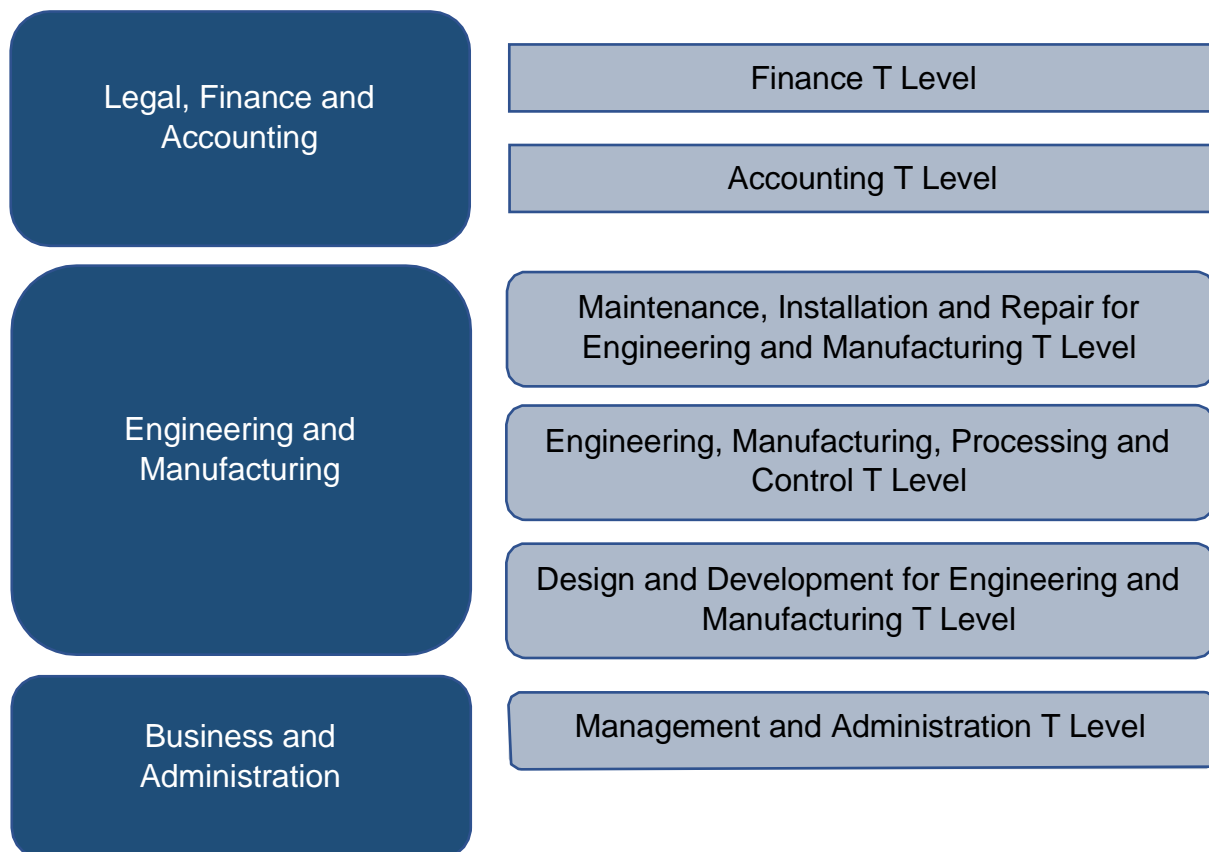 Legal, Finance and
Accounting
Finance T Level
Accounting T Level
Engineering and
Manufacturing
Maintenance, Installation and Repair for
Engineering and Manufacturing T Level
Engineering, Manufacturing, Processing and
Control T Level
Design and Development for Engineering and
Manufacturing T Level
Business and
Administration
Management and Administration T Level